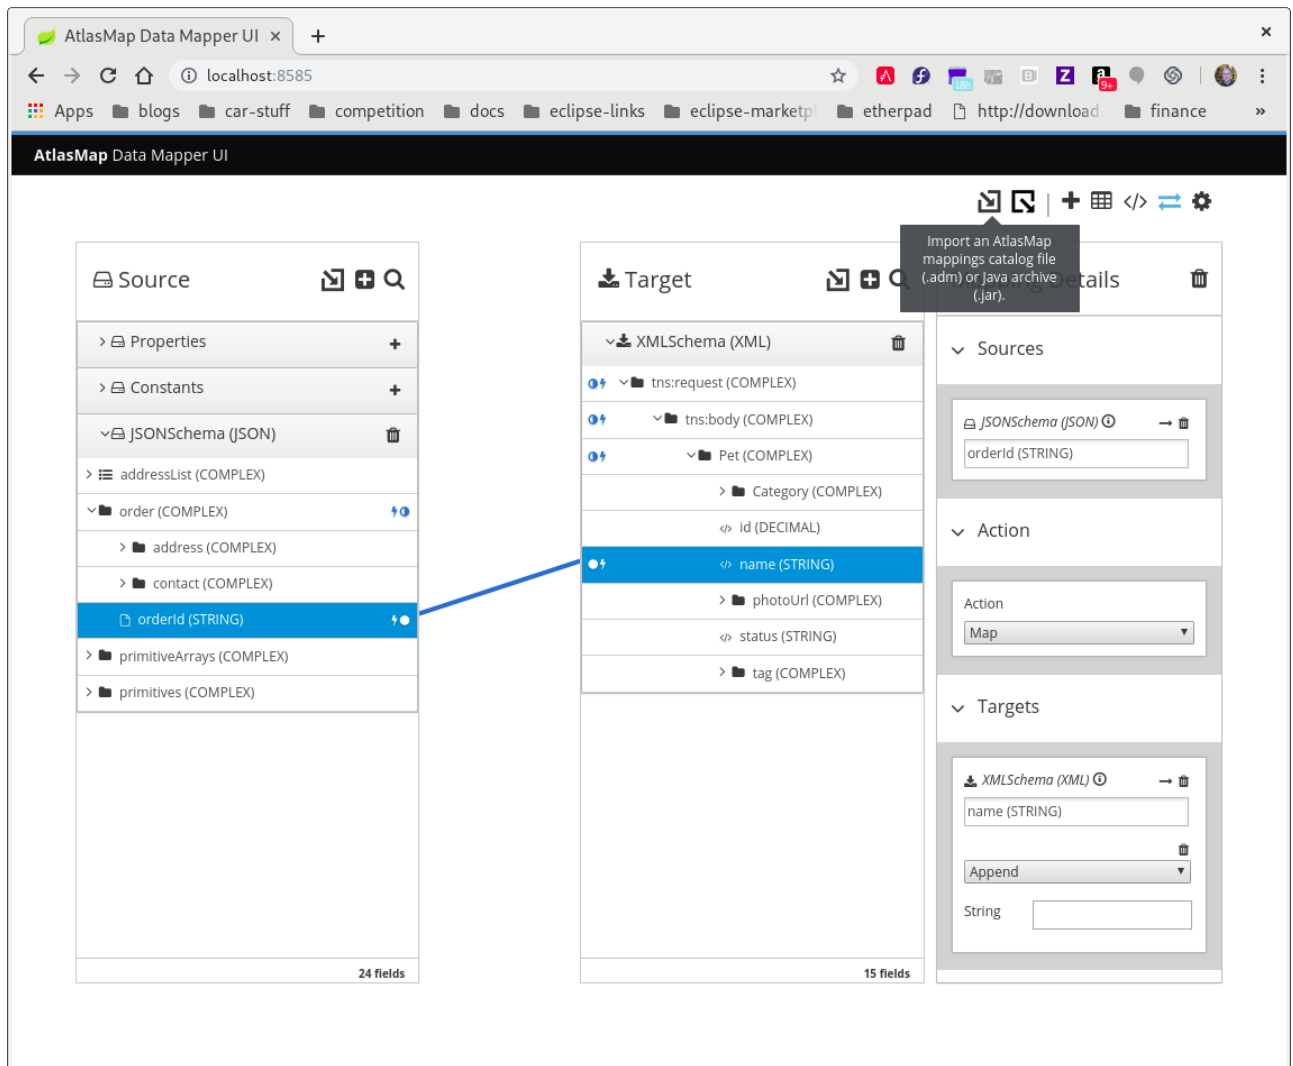 AtlasMap Data Mapper UI ×
localhost:8585
18h
9+
Apps blogs car-stuff competition docs eclipse-links eclipse-marketpl etherpad http://download. finance »
AtlasMap Data Mapper UI
Import an AtlasMap
mappings catalog file
(.adm) or Java archive
(.jar).
Source
Target
Mapping Details
Properties
Constants
JSONSchema (JSON)
addressList (COMPLEX)
order (COMPLEX)
address (COMPLEX)
contact (COMPLEX)
orderId (STRING)
primitiveArrays (COMPLEX)
primitives (COMPLEX)
24 fields
XMLSchema (XML)
tns:request (COMPLEX)
tns:body (COMPLEX)
Pet (COMPLEX)
Category (COMPLEX)
</> id (DECIMAL)
</> name (STRING)
photoUrl (COMPLEX)
</> status (STRING)
tag (COMPLEX)
15 fields
Sources
JSONSchema (JSON)
orderId (STRING)
Action
Action
Map
Targets
XMLSchema (XML)
name (STRING)
Append
String